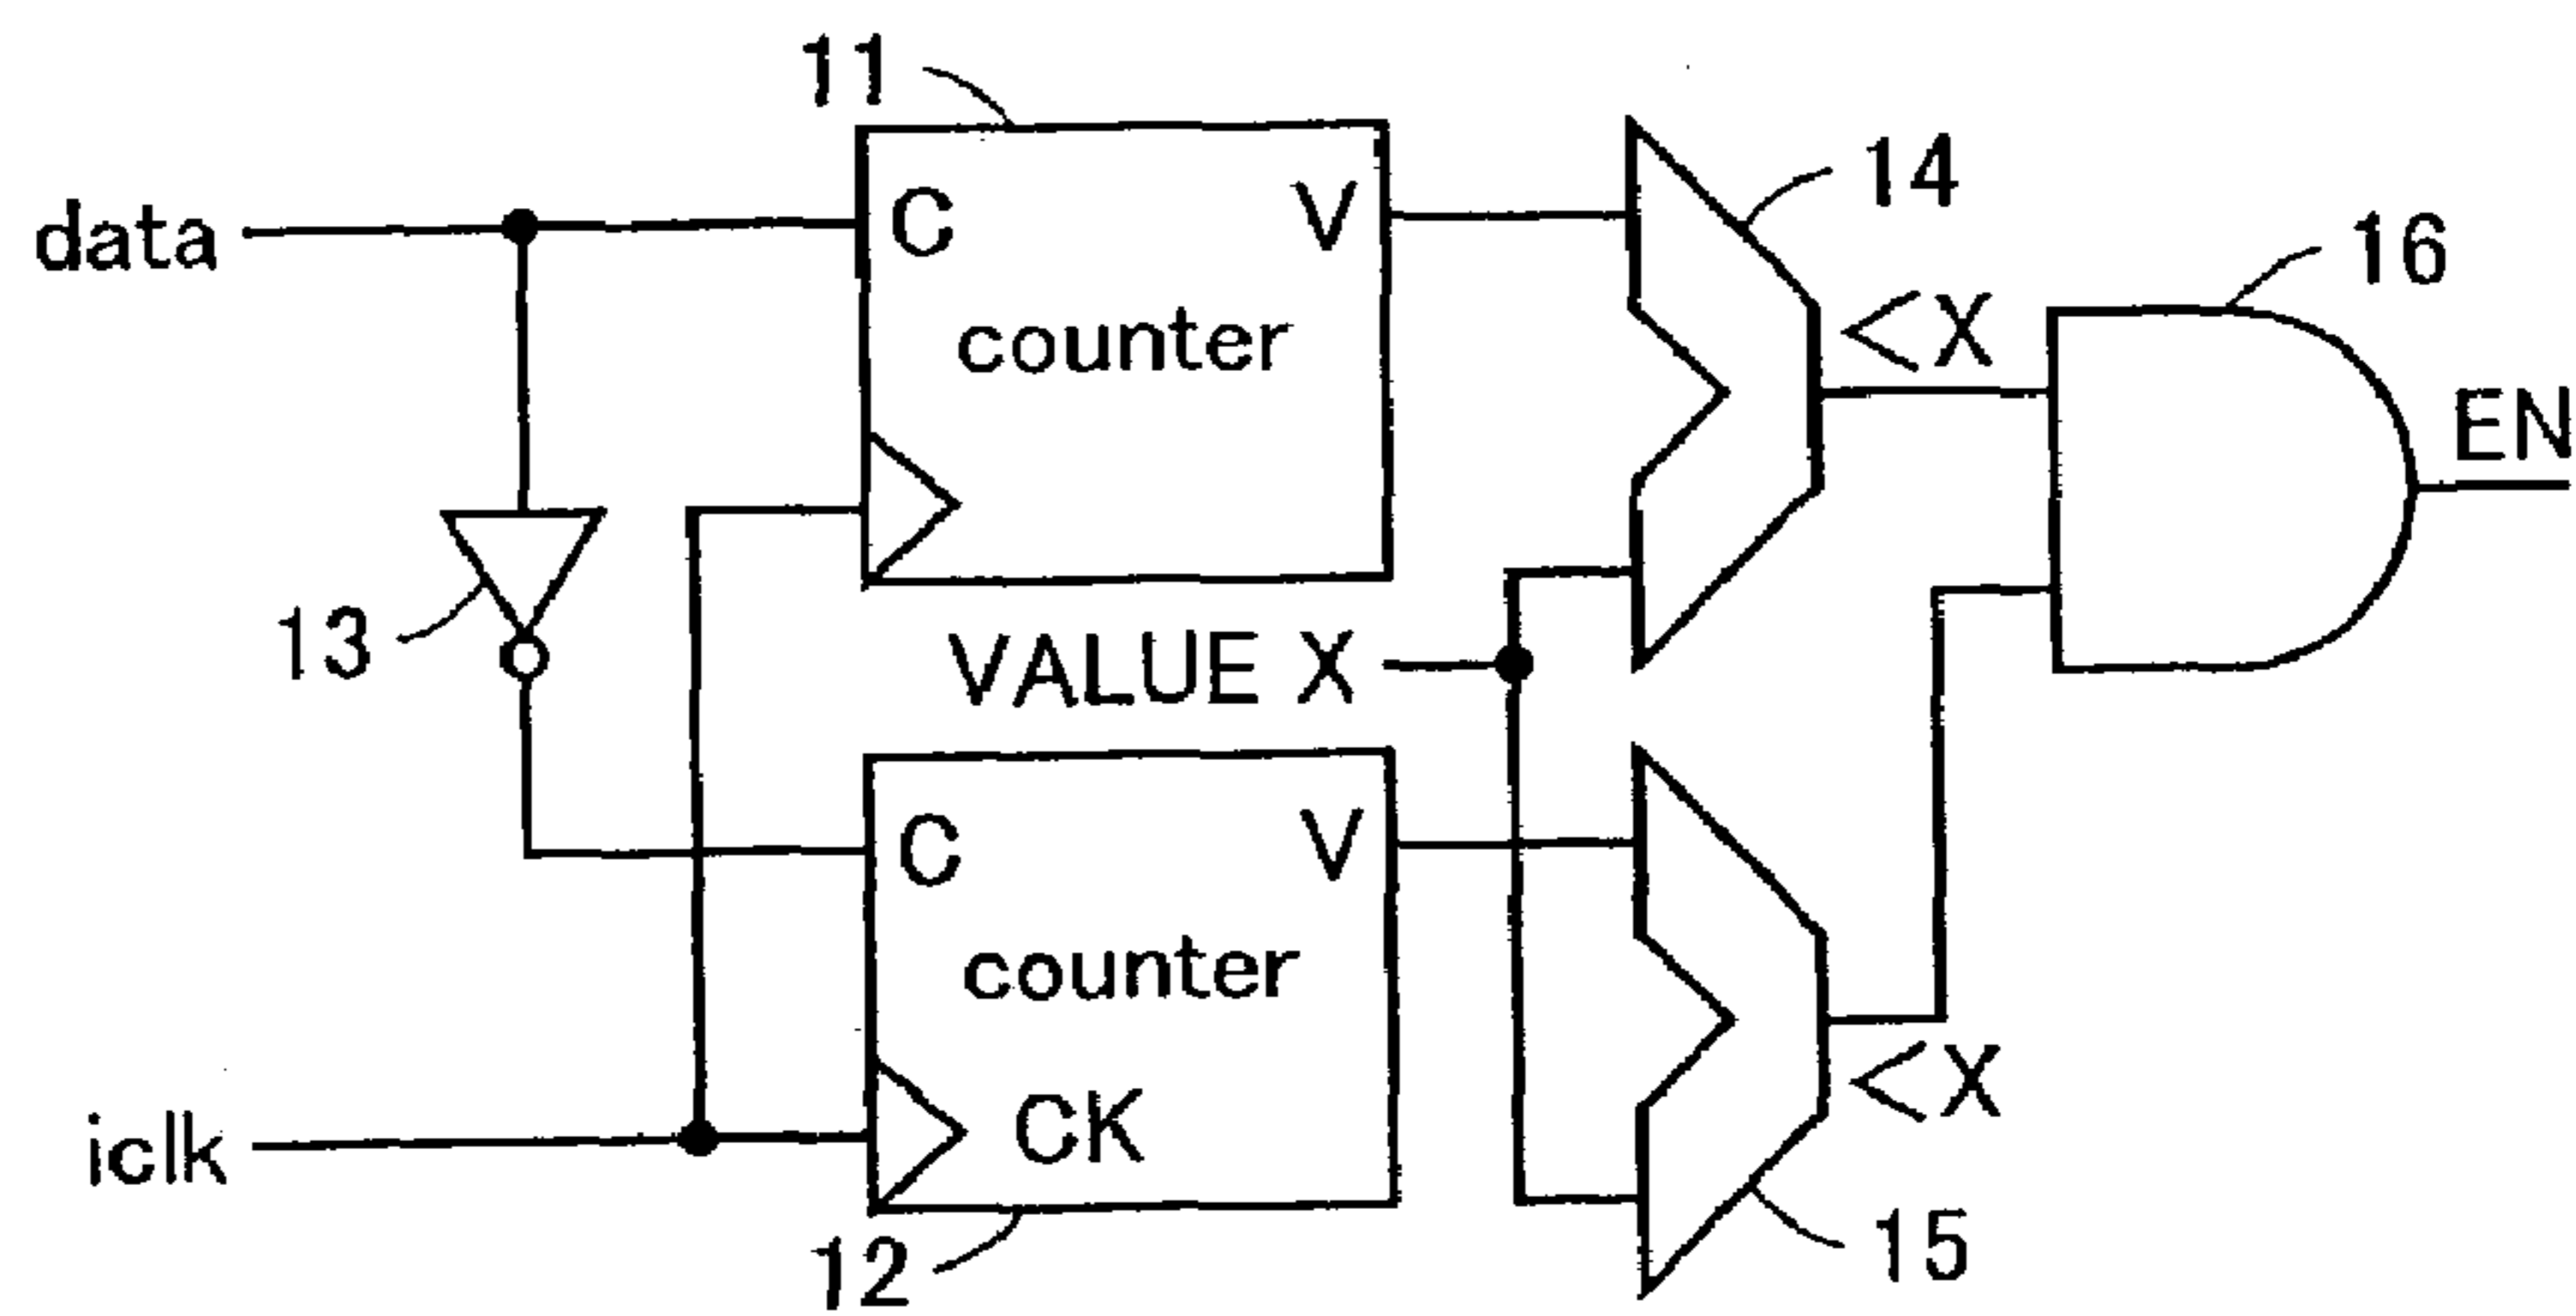 11
data
C
V
14
16
counter
<X
EN
13
VALUE X
C
V
counter
<X
iclk
CK
12
15